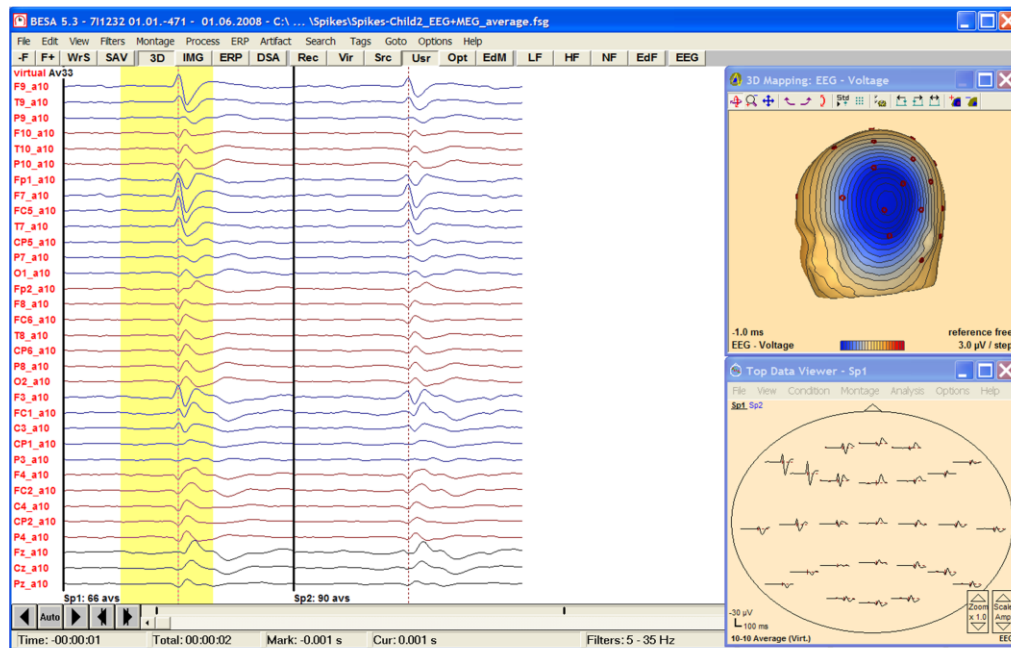 BESA 5.3 - 7I1232 01.01.-471 - 01.06.2008 - C:\ ... \Spikes\Spikes-Child2_EEG+MEG_average.fsg
File Edit View Filters Montage Process ERP Artifact Search Tags Goto Options Help
-F F+ WrS SAV 3D IMG ERP DSA Rec Vir Src Usr Opt EdM LF HF NF EdF EEG
virtual Av33
F9_a10
T9_a10
P9_a10
F10_a10
T10_a10
P10_a10
Fp1_a10
F7_a10
FC5_a10
T7_a10
CP5_a10
P7_a10
O1_a10
Fp2_a10
F8_a10
FC6_a10
T8_a10
CP6_a10
P8_a10
O2_a10
F3_a10
FC1_a10
C3_a10
CP1_a10
P3_a10
F4_a10
FC2_a10
C4_a10
CP2_a10
P4_a10
Fz_a10
Cz_a10
Pz_a10
Sp1: 66 avs Sp2: 90 avs
Auto
Time: -00:00:01 Total: 00:00:02 Mark: -0.001 s Cur: 0.001 s Filters: 5 - 35 Hz
3D Mapping: EEG - Voltage
Std
-1.0 ms reference free
EEG - Voltage 3.0 µV / step
Top Data Viewer - Sp1
File View Condition Montage Analysis Options Help
Sp1 Sp2
-30 µV
100 ms
Zoom
x 1.0
Scale
Amp
10-10 Average (Virt.) EEG